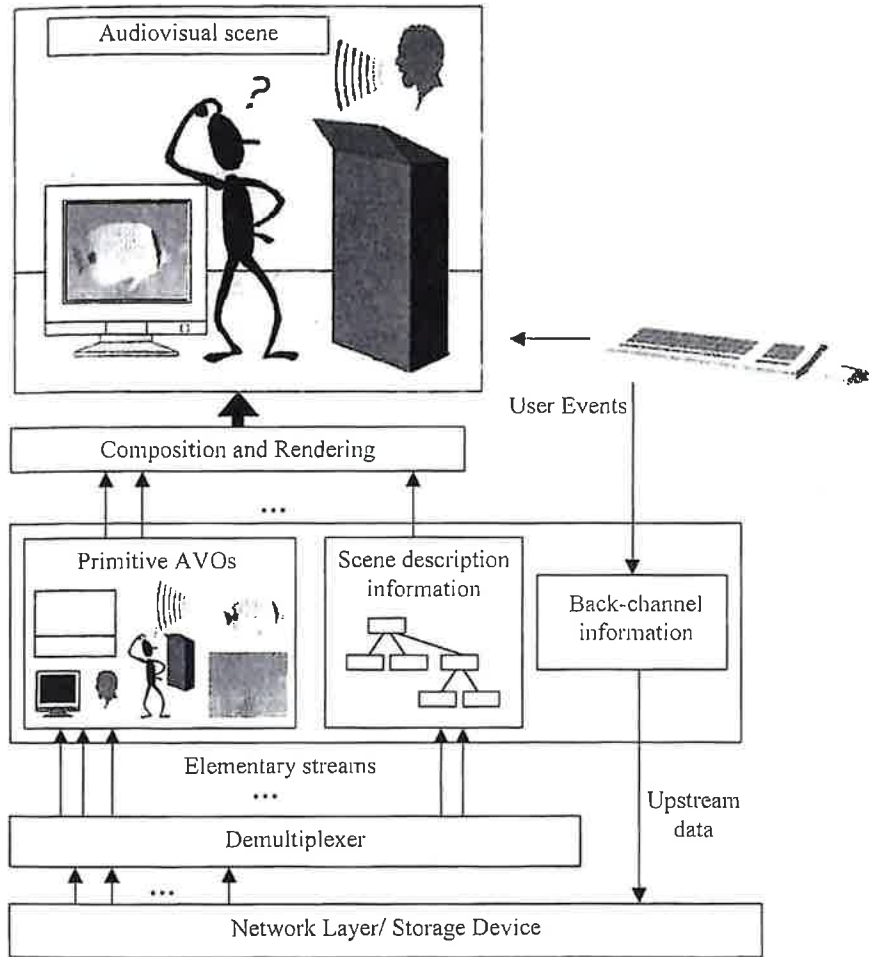 Audiovisual scene
?
User Events
Composition and Rendering
...
Primitive AVOs
Scene description
information
Back-channel
information
Elementary streams
...
Upstream
data
Demultiplexer
...
Network Layer/ Storage Device